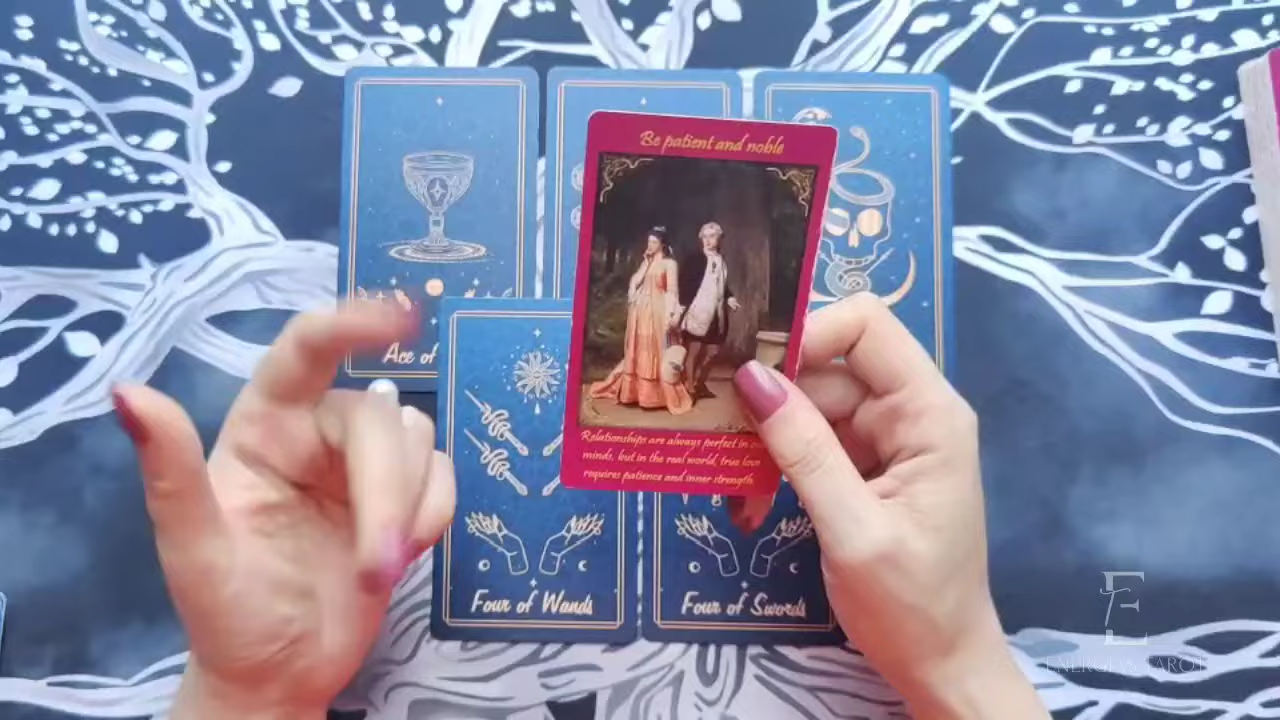 Be patient and noble
Relationships are always perfect in
minds, but in the real world, true love
requires patience and inner strength
Ace of
Four of Wands
Four of Swords
E